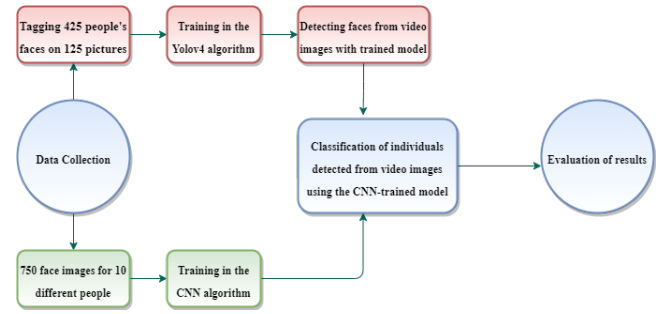 Tagging 425 people's
faces on 125 pictures
Training in the
Yolov4 algorithm
Detecting faces from video
images with trained model
Data Collection
Classification of individuals
detected from video images
using the CNN-trained model
Evaluation of results
750 face images for 10
different people
Training in the
CNN algorithm